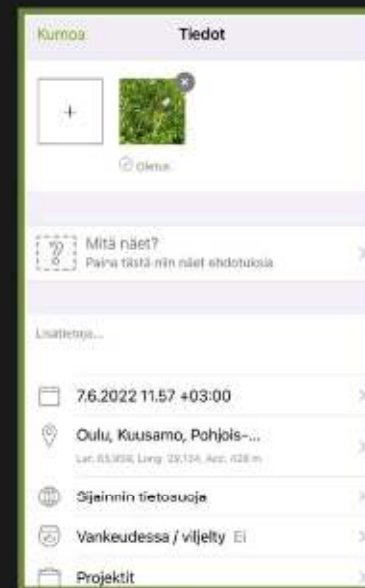 Kumoa
Tiedot
+
Oletus
Mitä näet?
Paina tästä niin näet ehdotuksia
Lisätietoja...
7.6.2022 11.57 +03:00
Oulu, Kuusamo, Pohjois-...
Sijainnin tietosuoja
Vankeudessa / viljelty Ei
Projektit